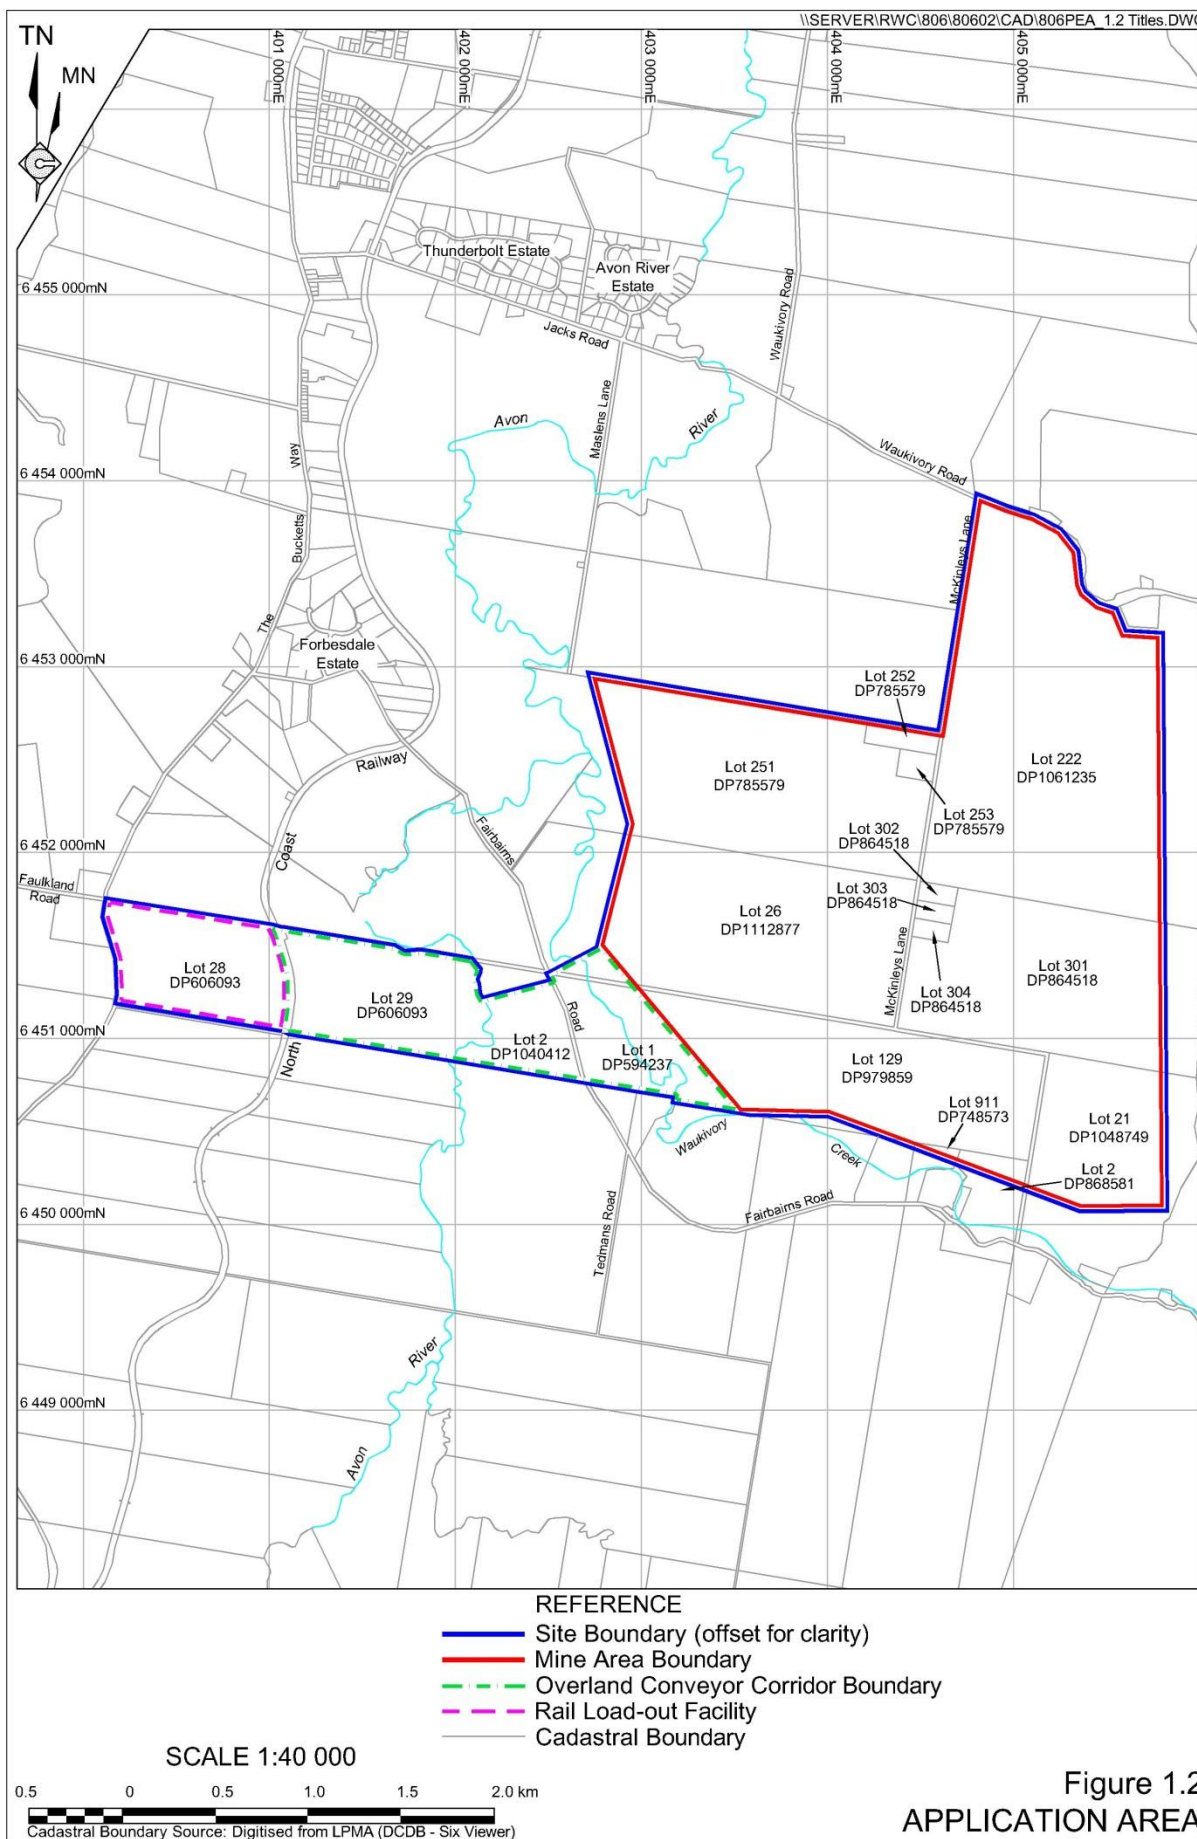 \\SERVER\RWC\806\80602\CAD\806PEA_1.2 Titles.DWG
TN
MN
401 000mE
402 000mE
403 000mE
404 000mE
405 000mE
Thunderbolt Estate
Avon River
Estate
6 455 000mN
Waukivory Road
Jacks Road
Maslens Lane
Avon
River
Way
Waukivory Road
6 454 000mN
Bucketts
McKinleys Lane
The
Forbesdale
Estate
6 453 000mN
Lot 252
DP785579
Railway
Lot 251
DP785579
Lot 222
DP1061235
Lot 253
DP785579
Fairbairns
Coast
Lot 302
DP864518
6 452 000mN
Faulkland
Road
Lot 303
DP864518
Lot 26
DP1112877
McKinleys Lane
Lot 28
DP606093
Lot 29
DP606093
Lot 301
DP864518
Lot 304
DP864518
Road
6 451 000mN
North
Lot 2
DP1040412
Lot 1
DP594237
Lot 129
DP979859
Lot 911
DP748573
Lot 21
DP1048749
Waukivory
Creek
Lot 2
DP868581
6 450 000mN
Fairbairns Road
Tedmans Road
River
6 449 000mN
Avon
REFERENCE
Site Boundary (offset for clarity)
Mine Area Boundary
Overland Conveyor Corridor Boundary
Rail Load-out Facility
Cadastral Boundary
SCALE 1:40 000
0.5 0 0.5 1.0 1.5 2.0 km
Cadastral Boundary Source: Digitised from LPMA (DCDB - Six Viewer)
Figure 1.2
APPLICATION AREA